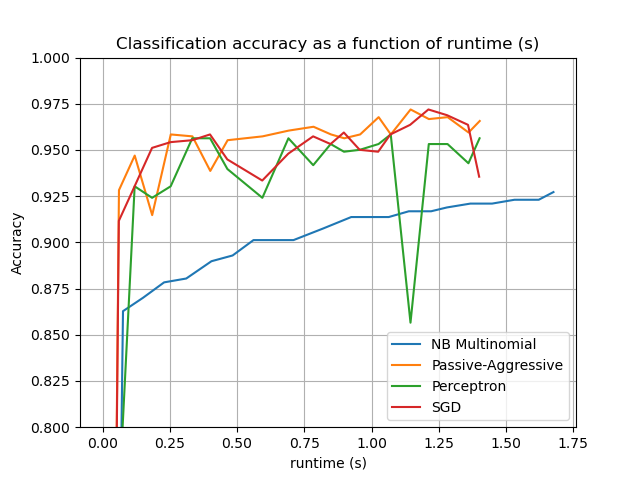 Classification accuracy as a function of runtime (s)
1.000
0.975
0.950
0.925
0.900
0.875
0.850
0.825
0.800
Accuracy
NB Multinomial
Passive-Aggressive
Perceptron
SGD
0.00 0.25 0.50 0.75 1.00 1.25 1.50 1.75
runtime (s)